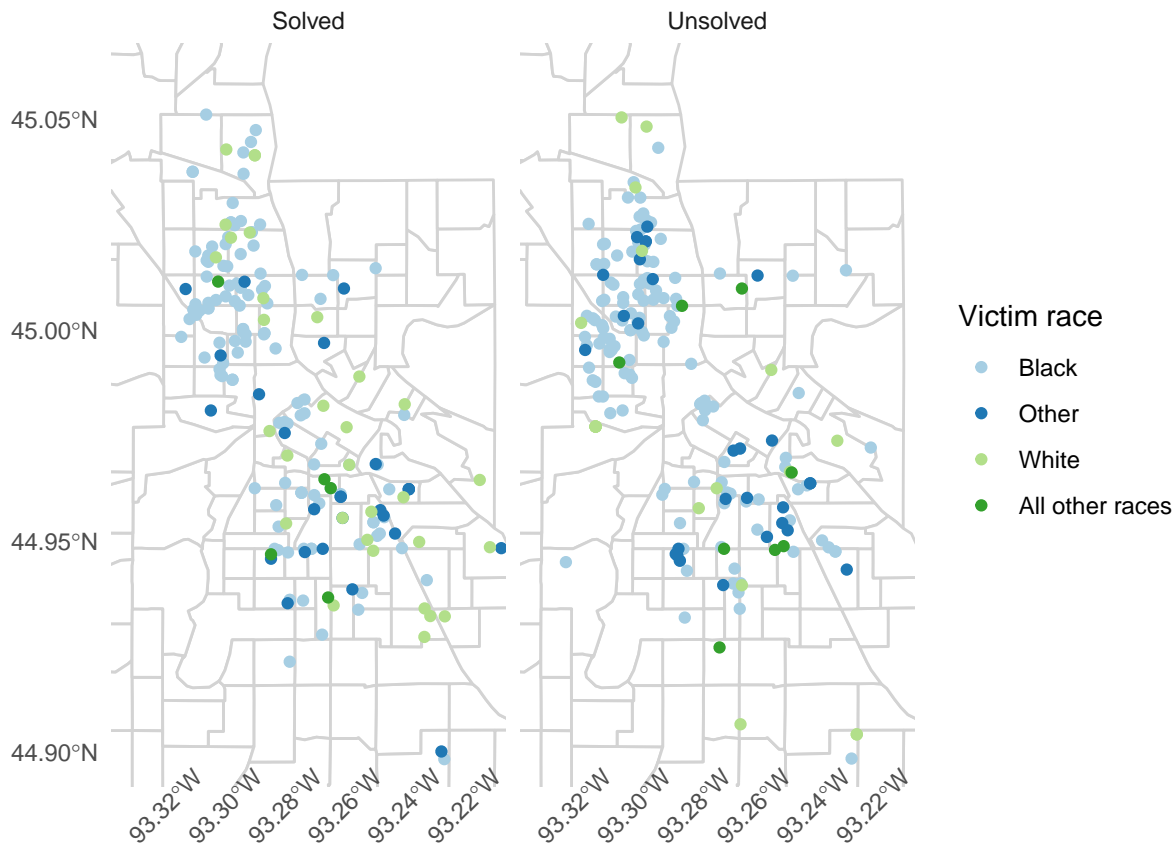 Solved
Unsolved
45.05°N
45.00°N
44.95°N
44.90°N
93.32°W
93.30°W
93.28°W
93.26°W
93.24°W
93.22°W
93.32°W
93.30°W
93.28°W
93.26°W
93.24°W
93.22°W
Victim race
Black
Other
White
All other races